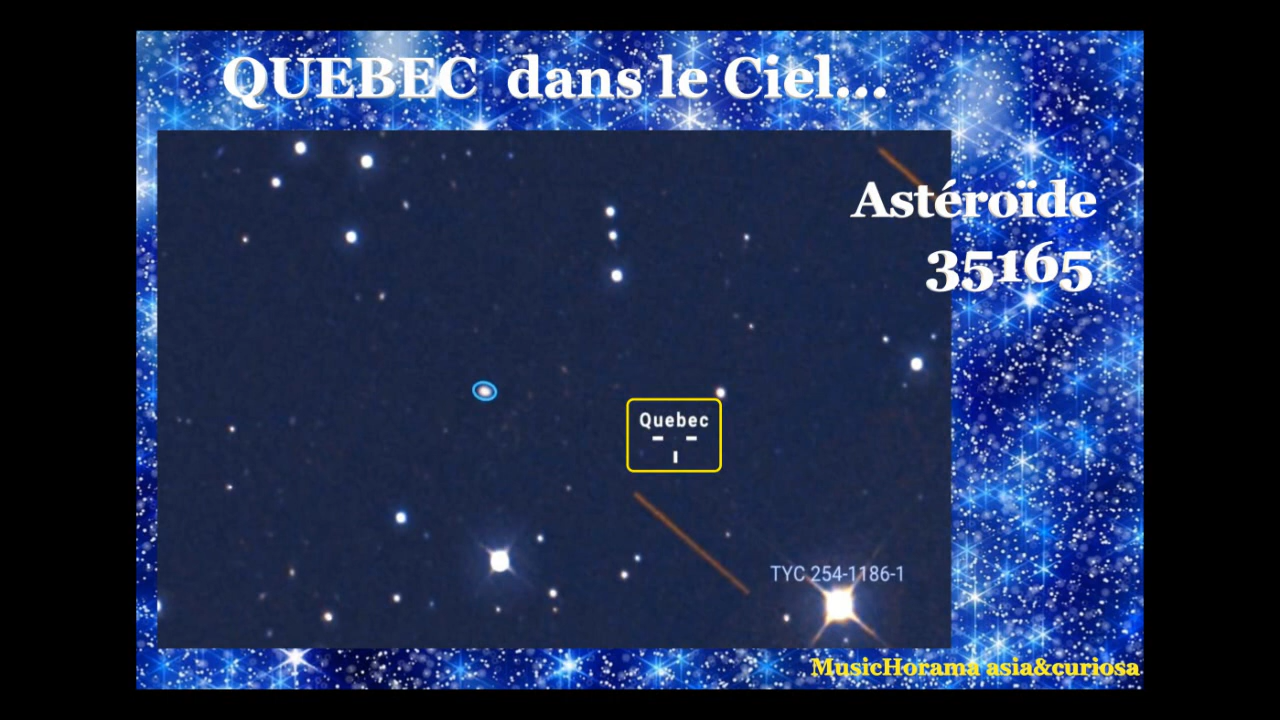 QUEBEC dans le Ciel...
Astéroïde
35165
Quebec
TYC 254-1186-1
MusicHorama asia&curiosa